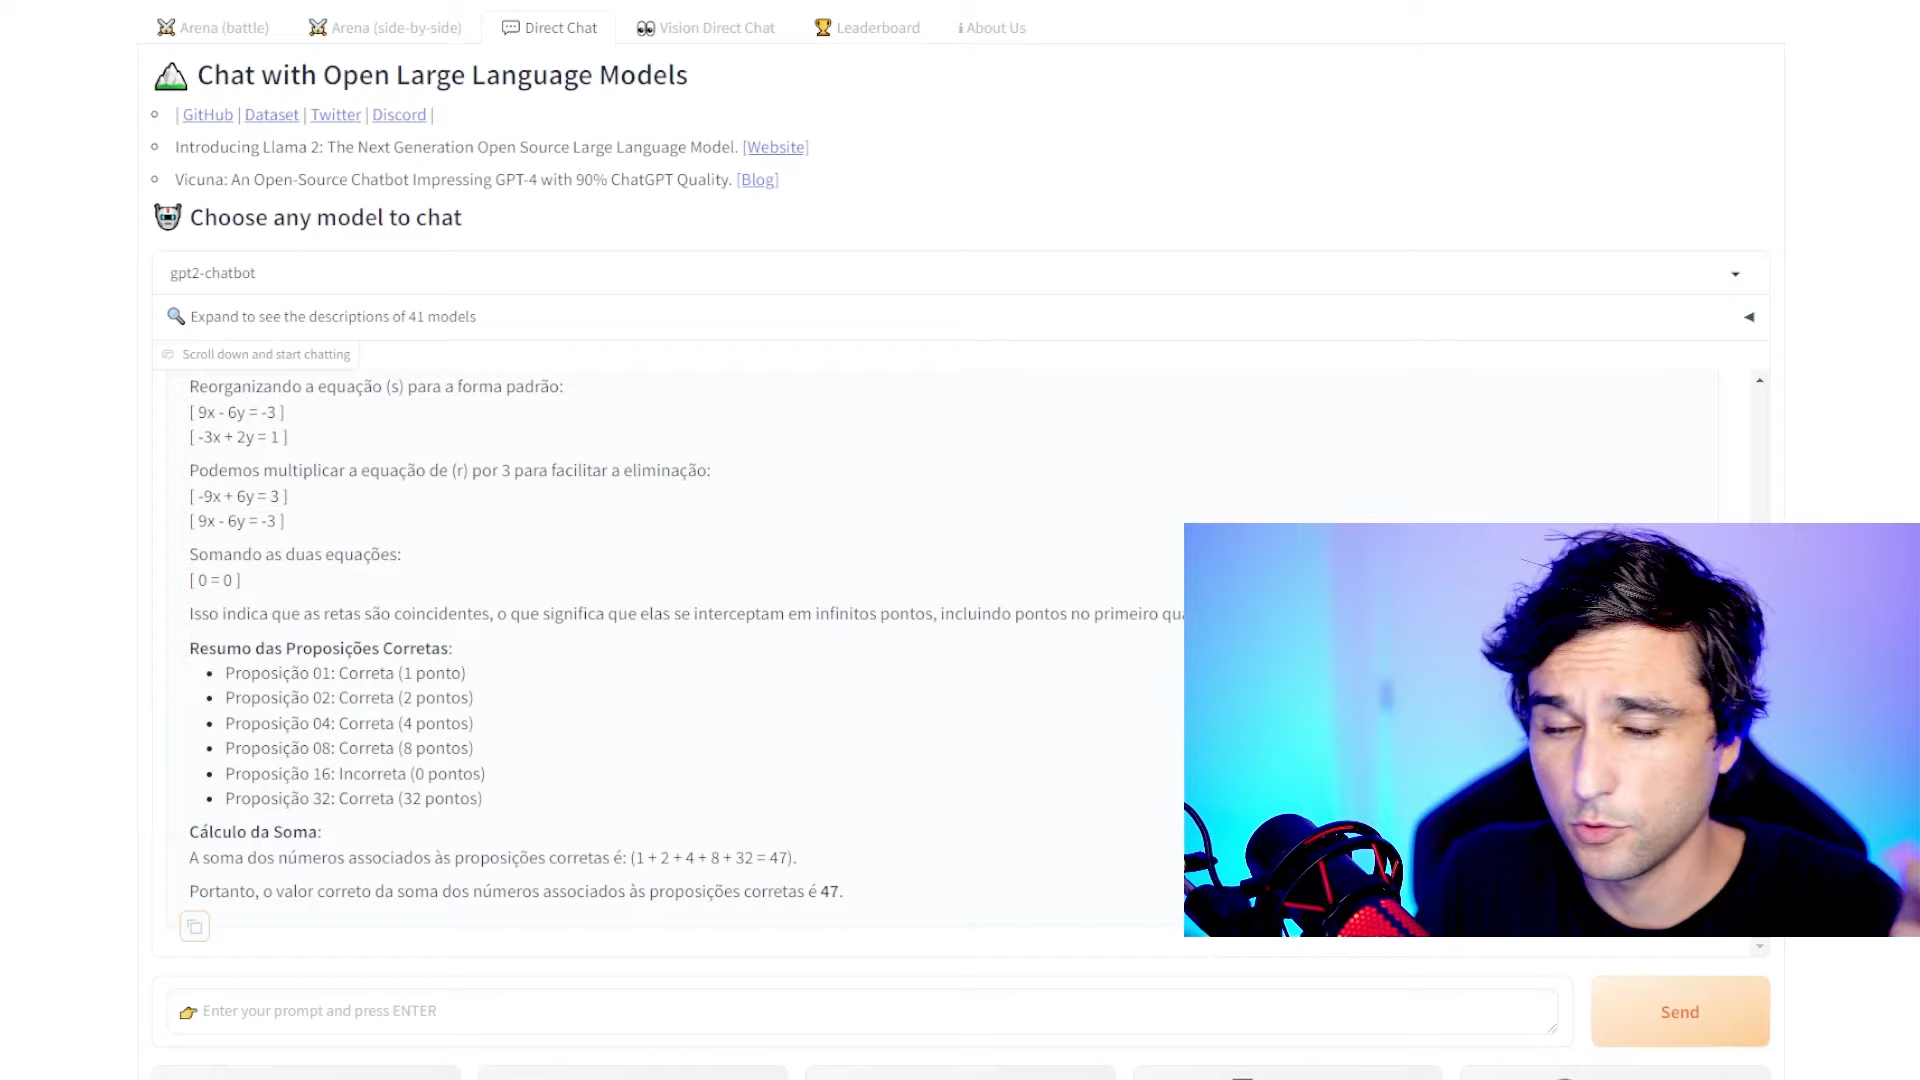 Arena (battle)
Arena (side-by-side)
Direct Chat
Vision Direct Chat
Leaderboard
About Us
Chat with Open Large Language Models
| GitHub | Dataset | Twitter | Discord |
Introducing Llama 2: The Next Generation Open Source Large Language Model. [Website]
Vicuna: An Open-Source Chatbot Impressing GPT-4 with 90% ChatGPT Quality. [Blog]
Choose any model to chat
gpt2-chatbot
Expand to see the descriptions of 41 models
Scroll down and start chatting
Reorganizando a equação (s) para a forma padrão:
[ 9x - 6y = -3 ]
[ -3x + 2y = 1 ]
Podemos multiplicar a equação de (r) por 3 para facilitar a eliminação:
[ -9x + 6y = 3 ]
[ 9x - 6y = -3 ]
Somando as duas equações:
[ 0 = 0 ]
Isso indica que as retas são coincidentes, o que significa que elas se interceptam em infinitos pontos, incluindo pontos no primeiro
Resumo das Proposições Corretas:
Proposição 01: Correta (1 ponto)
Proposição 02: Correta (2 pontos)
Proposição 04: Correta (4 pontos)
Proposição 08: Correta (8 pontos)
Proposição 16: Incorreta (0 pontos)
Proposição 32: Correta (32 pontos)
Cálculo da Soma:
A soma dos números associados às proposições corretas é: (1 + 2 + 4 + 8 + 32 = 47).
Portanto, o valor correto da soma dos números associados às proposições corretas é 47.
Enter your prompt and press ENTER
Send